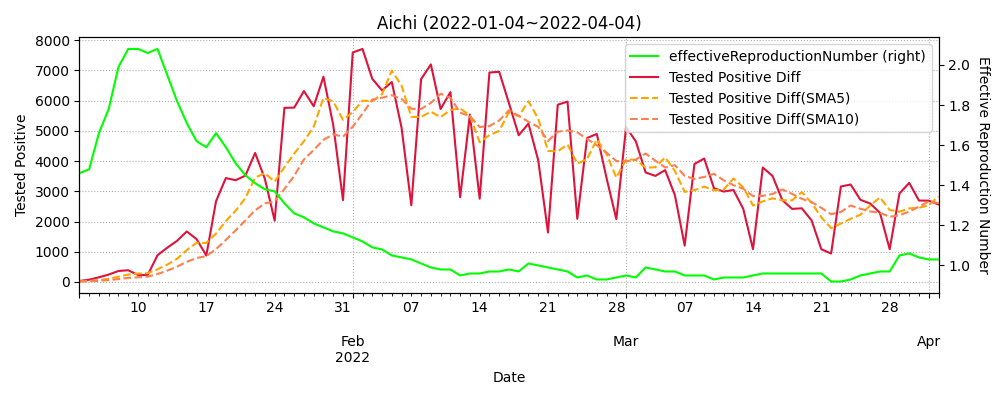 Aichi (2022-01-04~2022-04-04)
effectiveReproductionNumber (right)
Tested Positive Diff
Tested Positive Diff(SMA5)
Tested Positive Diff(SMA10)
Tested Positive
8000
7000
6000
5000
4000
3000
2000
1000
0
2.0
1.8
1.6
1.4
1.2
1.0
Effective Reproduction Number
10 17 24 31 07 14 21 28 07 14 21 28
Feb Mar Apr
2022
Date